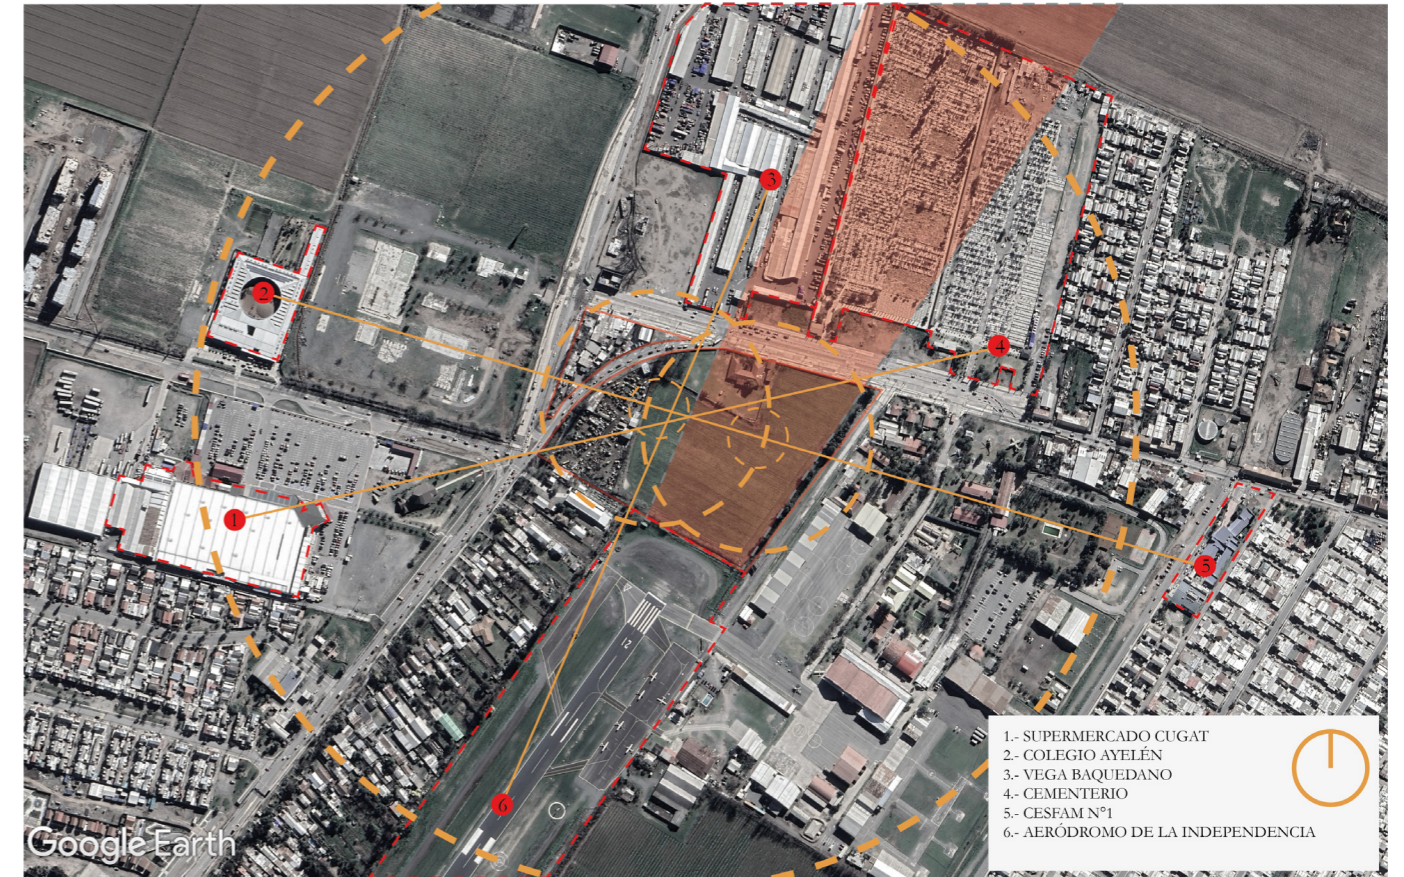 3
2
4
1
5
12
6
1.- SUPERMERCADO CUGAT
2.- COLEGIO AYELÉN
3.- VEGA BAQUEDANO
4.- CEMENTERIO
5.- CESFAM N°1
6.- AERÓDROMO DE LA INDEPENDENCIA
Google Earth